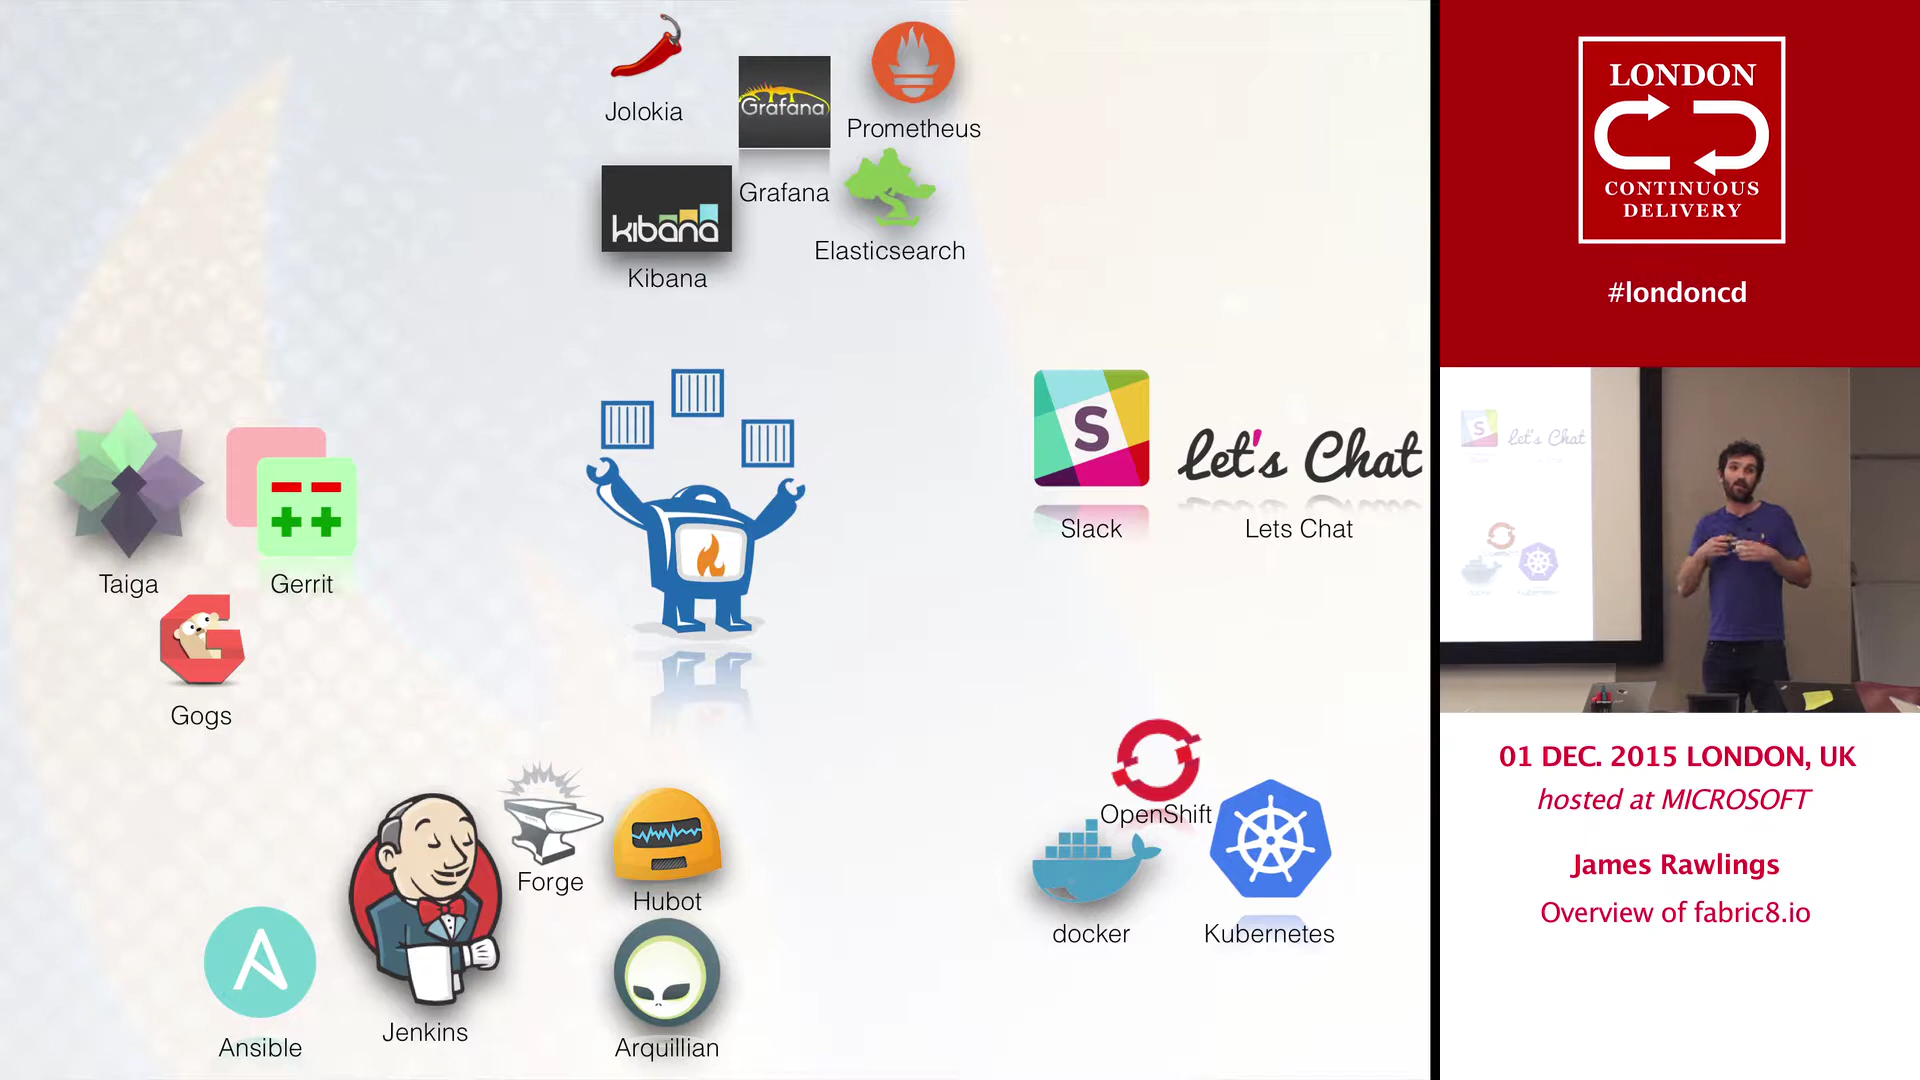 Jolokia
Grafana
Prometheus
kibana
Grafana
Elasticsearch
Kibana
S
let's Chat
Slack
Lets Chat
Taiga
Gerrit
Gogs
OpenShift
Forge
Hubot
docker
Kubernetes
Ansible
Jenkins
Arquillian
LONDON
CONTINUOUS
DELIVERY
#londoncd
let's Chat
01 DEC. 2015 LONDON, UK
hosted at MICROSOFT
James Rawlings
Overview of fabric8.io